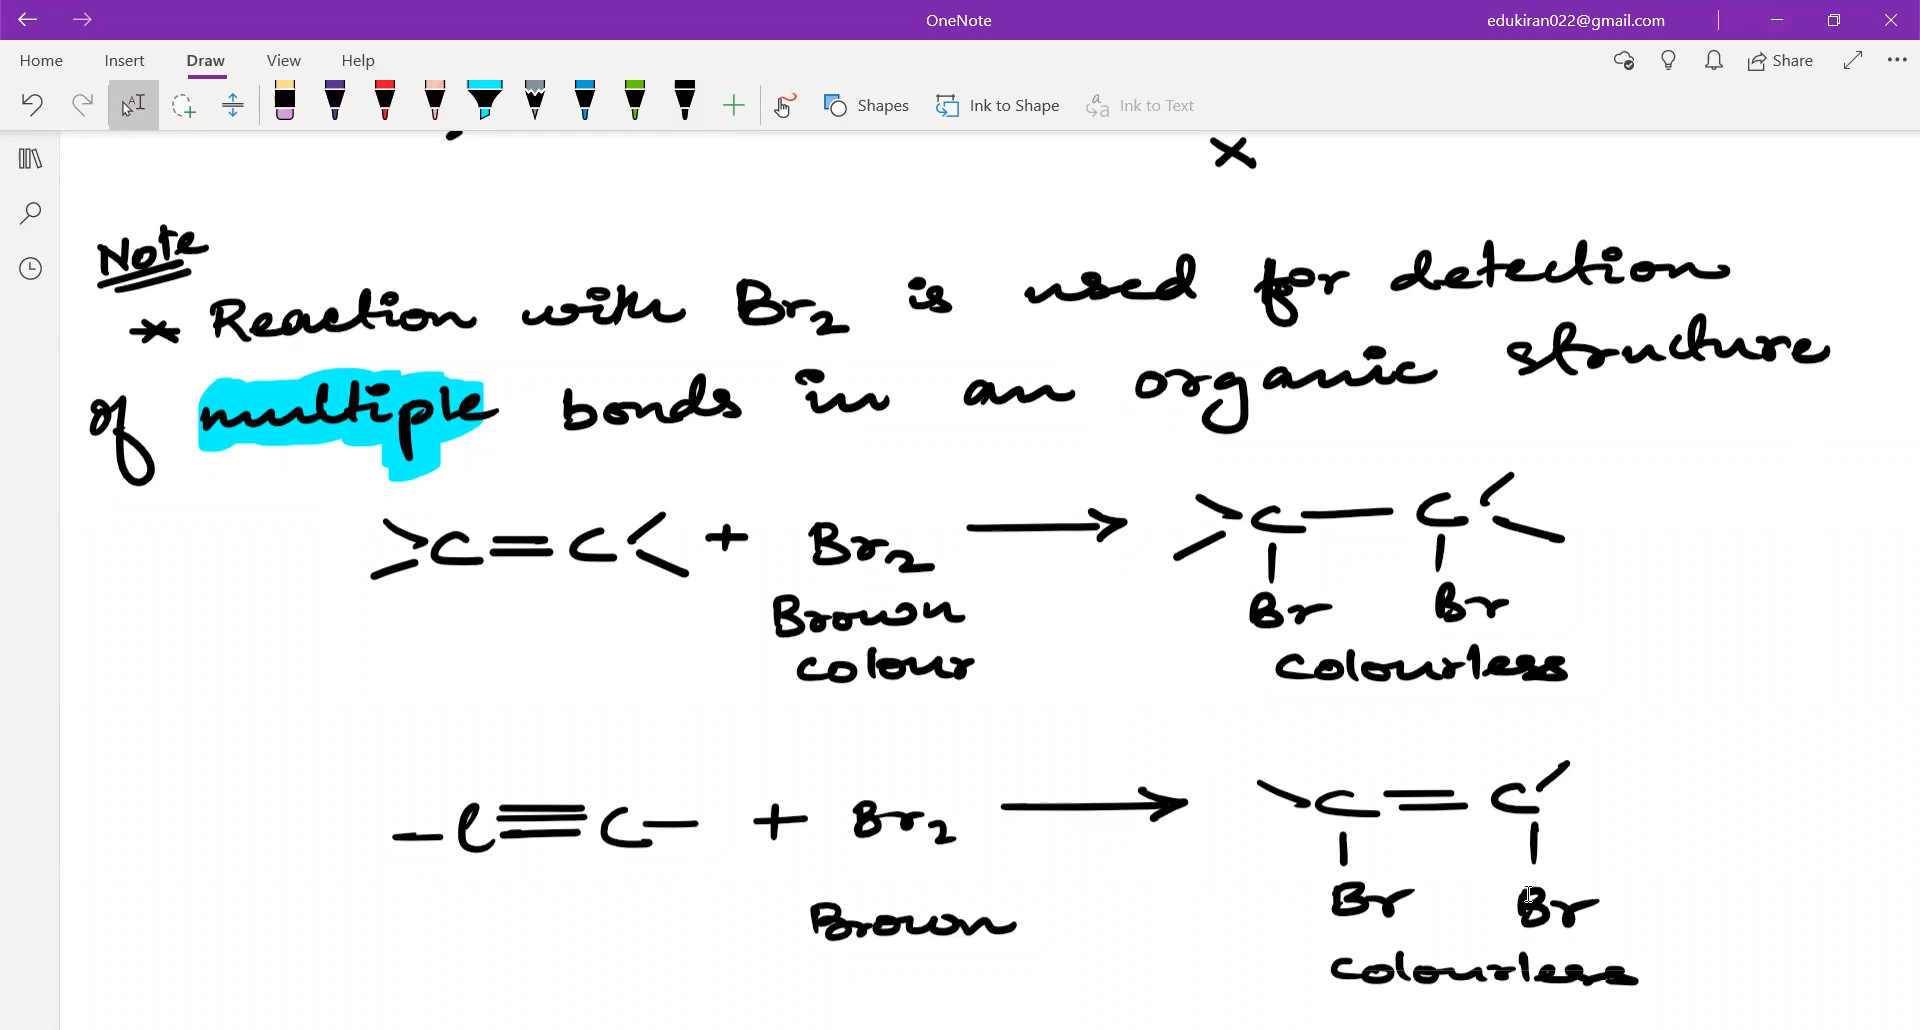 OneNote
edukiran022@gmail.com
Home Insert Draw View Help
Share
Shapes Ink to Shape Ink to Text
Note
* Reaction with Br2 is used for detection
of multiple bonds in an organic structure
>C=C< + Br2 → >C—C<
Br Br
Brown
colour
colourless
—C≡C— + Br2 → C=C
Br Br
Brown
colourless